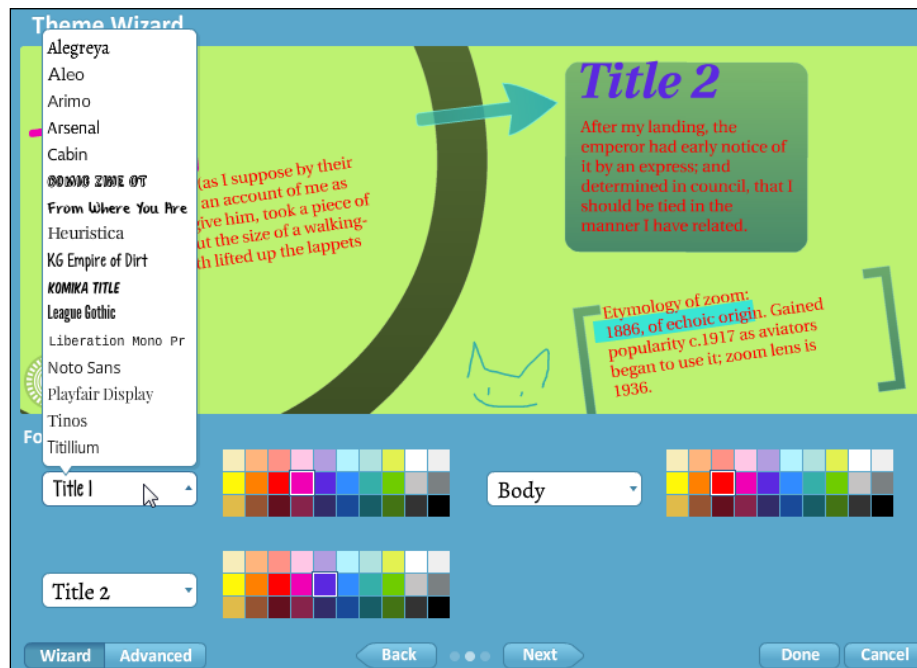 Theme Wizard
Alegreya
Aleo
Arimo
Arsenal
Cabin
COMIC ZINE OT
From Where You Are
Heuristica
KG Empire of Dirt
KOMIKA TITLE
League Gothic
Liberation Mono Pr
Noto Sans
Playfair Display
Tinos
Titillium
(as I suppose by their
an account of me as
give him, took a piece of
ut the size of a walking-
th lifted up the lappets
Title 2
After my landing, the
emperor had early notice of
it by an express; and
determined in council, that I
should be tied in the
manner I have related.
Etymology of zoom:
1886, of echoic origin. Gained
popularity c.1917 as aviators
began to use it; zoom lens is
1936.
Fo
Title 1
Body
Title 2
Wizard Advanced Back Next Done Cancel